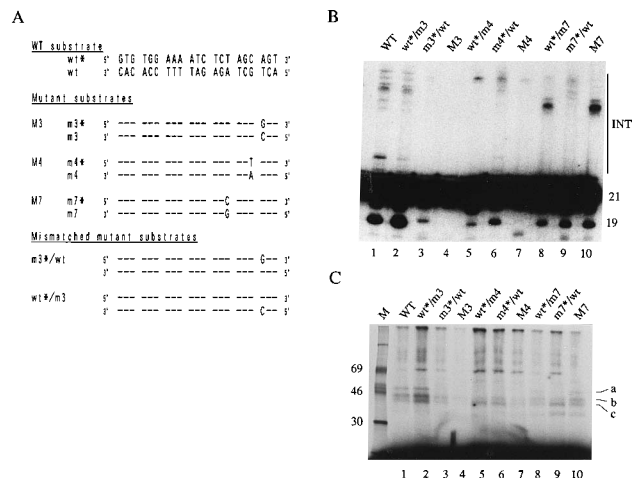 A
WT substrate
wt* 5' GTG TGG AAA ATC TCT AGC AGT 3'
wt 3' CAC ACC TTT TAG AGA TCG TCA 5'
Mutant substrates
M3 m3* 5' --- --- --- --- --- --- G-- 3'
m3 3' --- --- --- --- --- --- C-- 5'
M4 m4* 5' --- --- --- --- --- --T --- 3'
m4 3' --- --- --- --- --- --A --- 5'
M7 m7* 5' --- --- --- --- --C --- --- 3'
m7 3' --- --- --- --- --G --- --- 5'
Mismatched mutant substrates
m3*/wt 5' --- --- --- --- --- --- G-- 3'
3' --- --- --- --- --- --- --- 5'
wt*/m3 5' --- --- --- --- --- --- --- 3'
3' --- --- --- --- --- --- C-- 5'
B
WT wt*/m3 m3*/wt M3 wt*/m4 m4*/wt M4 wt*/m7 m7*/wt M7
INT
21
19
1 2 3 4 5 6 7 8 9 10
C
M WT wt*/m3 m3*/wt M3 wt*/m4 m4*/wt M4 wt*/m7 m7*/wt M7
69
46
30
a
b
c
1 2 3 4 5 6 7 8 9 10